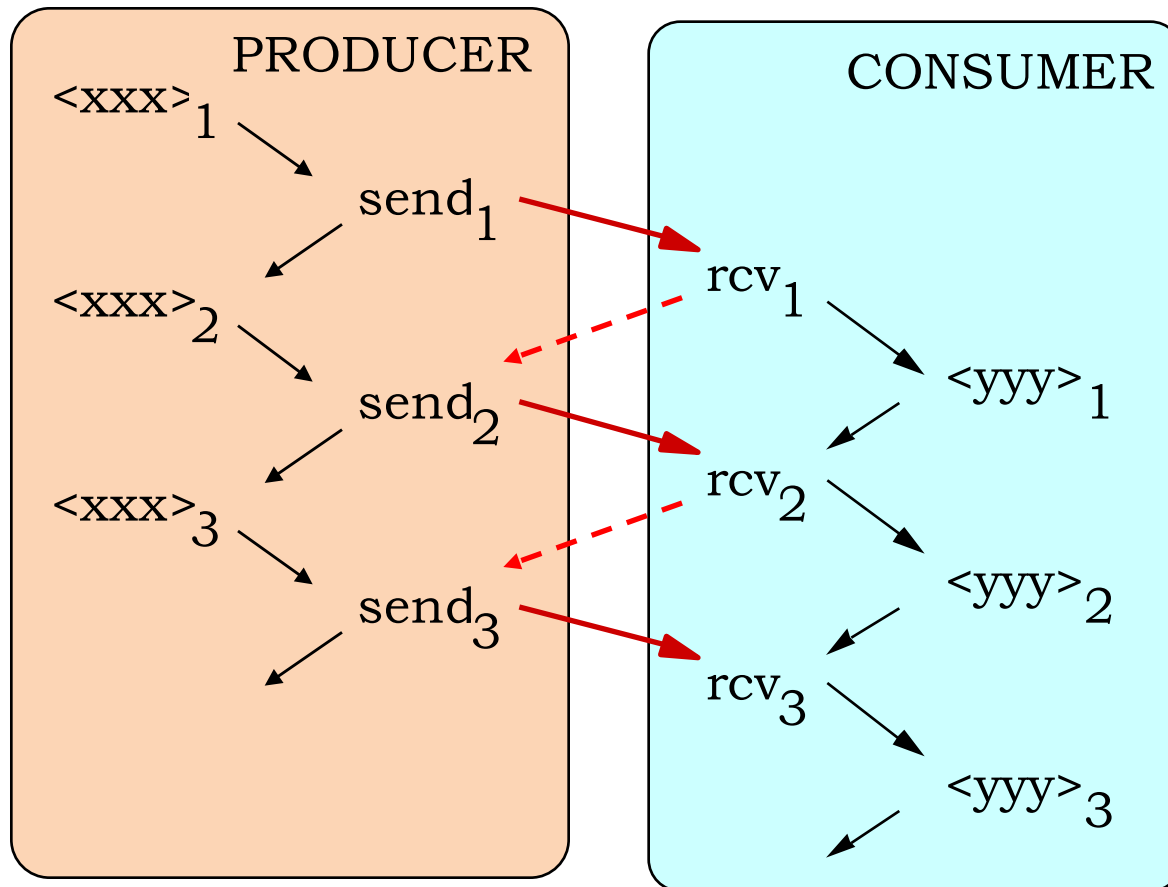 PRODUCER
<xxx>1
send1
<xxx>2
send2
<xxx>3
send3
CONSUMER
rcv1
<yyy>1
rcv2
<yyy>2
rcv3
<yyy>3